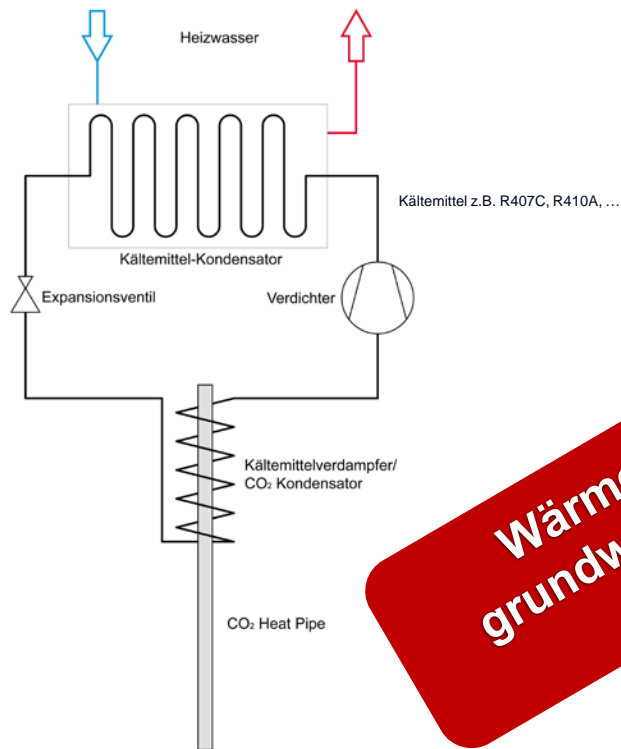 Heizwasser
Kältemittel z.B. R407C, R410A, ...
Kältemittel-Kondensator
Expansionsventil
Verdichter
Kältemittelverdampfer/
CO₂ Kondensator
CO₂ Heat Pipe